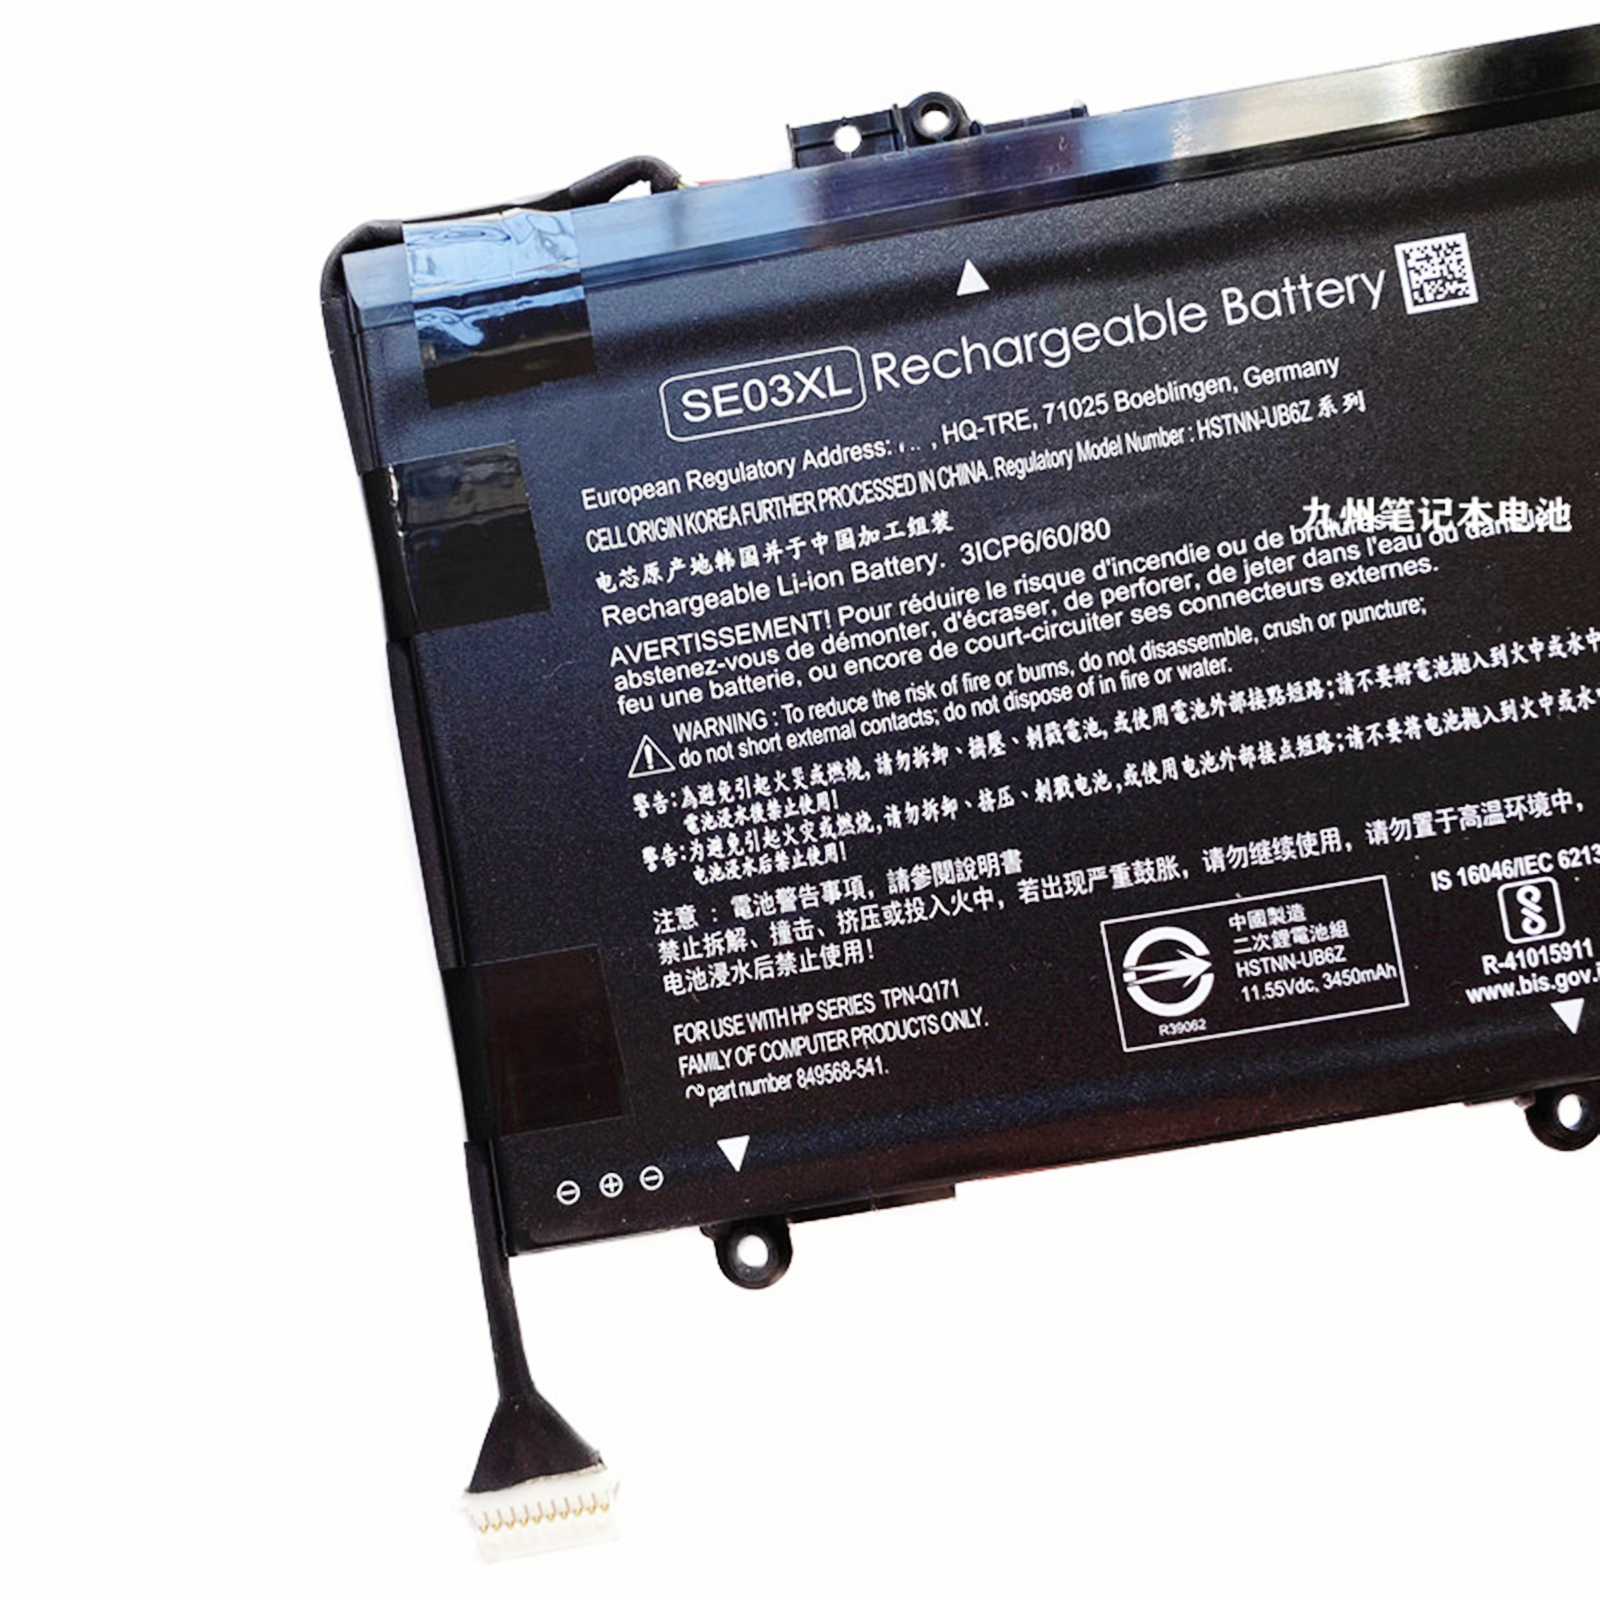 SE03XL Rechargeable Battery
European Regulatory Address: , HQ-TRE, 71025 Boeblingen, Germany
CELL ORIGIN KOREA FURTHER PROCESSED IN CHINA. Regulatory Model Number : HSTNN-UB6Z 系列
电芯原产地韩国并于中国加工组装
九州笔记本电池
Rechargeable Li-ion Battery. 3ICP6/60/80
AVERTISSEMENT! Pour réduire le risque d'incendie ou de
abstenez-vous de démonter, d'écraser, de perforer, de jeter dans l'eau ou dans
feu une batterie, ou encore de court-circuiter ses connecteurs externes.
WARNING : To reduce the risk of fire or burns, do not disassemble, crush or puncture;
do not short external contacts; do not dispose of in fire or water.
警告:為避免引起火災或燃燒,請勿拆卸、擠壓、刺戳電池,或使用電池外部接點短路;請不要將電池拋入到火中或水中
電池浸水後禁止使用!
警告:为避免引起火灾或燃烧,请勿拆卸、挤压、刺戳电池,或使用电池外部接点短路;请不要将电池抛入到火中或水
电池浸水后禁止使用!
注意 : 電池警告事項, 請參閱說明書
禁止拆解、撞击、挤压或投入火中, 若出现严重鼓胀, 请勿继续使用, 请勿置于高温环境中,
电池浸水后禁止使用!
FOR USE WITH HP SERIES TPN-Q171
FAMILY OF COMPUTER PRODUCTS ONLY.
part number 849568-541.
中國製造
二次鋰電池組
HSTNN-UB6Z
11.55Vdc, 3450mAh
R39062
IS 16046/IEC 6213
R-41015911
www.bis.gov.i